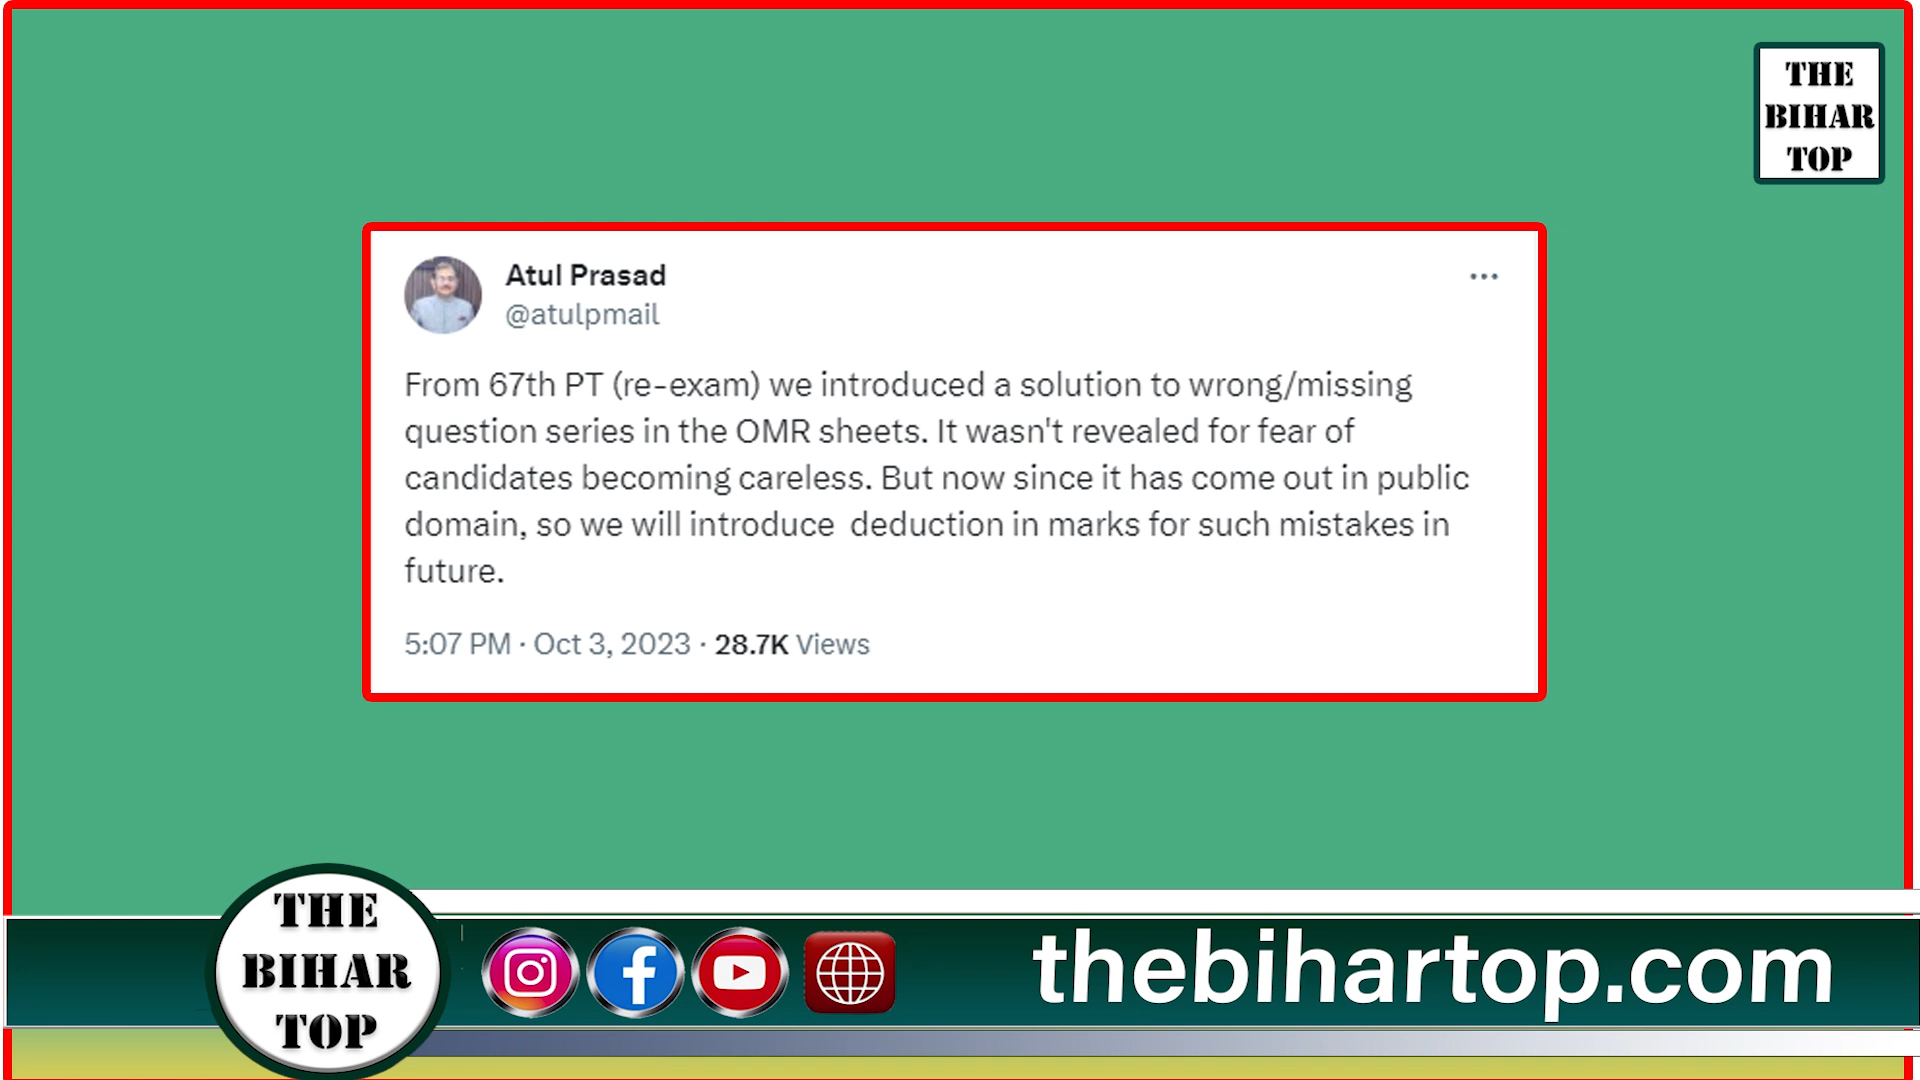 THE
BIHAR
TOP
Atul Prasad
@atulpmail
From 67th PT (re-exam) we introduced a solution to wrong/missing
question series in the OMR sheets. It wasn't revealed for fear of
candidates becoming careless. But now since it has come out in public
domain, so we will introduce  deduction in marks for such mistakes in
future.
5:07 PM · Oct 3, 2023 · 28.7K Views
THE
BIHAR
TOP
thebihartop.com